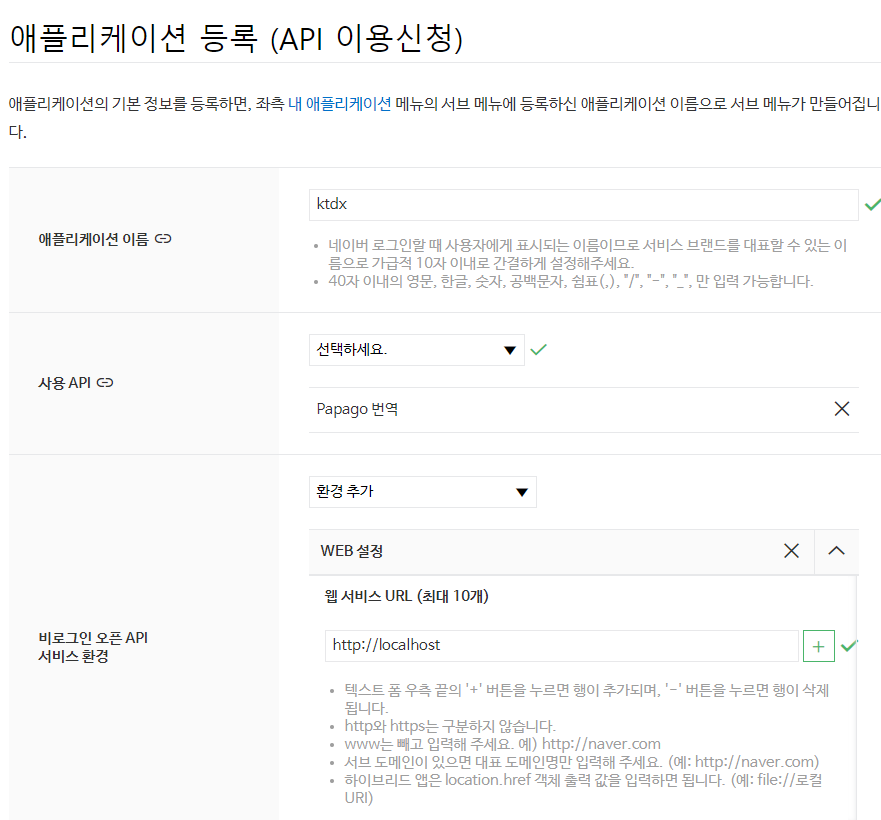 애플리케이션 등록 (API 이용신청)
애플리케이션의 기본 정보를 등록하면, 좌측 내 애플리케이션 메뉴의 서브 메뉴에 등록하신 애플리케이션 이름으로 서브 메뉴가 만들어집니
다.
애플리케이션 이름
ktdx
• 네이버 로그인할 때 사용자에게 표시되는 이름이므로 서비스 브랜드를 대표할 수 있는 이
름으로 가급적 10자 이내로 간결하게 설정해주세요.
• 40자 이내의 영문, 한글, 숫자, 공백문자, 쉼표(,), "/", "-", "_", 만 입력 가능합니다.
사용 API
선택하세요.
Papago 번역
비로그인 오픈 API
서비스 환경
환경 추가
WEB 설정
웹 서비스 URL (최대 10개)
http://localhost
• 텍스트 폼 우측 끝의 '+' 버튼을 누르면 행이 추가되며, '-' 버튼을 누르면 행이 삭제
됩니다.
• http와 https는 구분하지 않습니다.
• www는 빼고 입력해 주세요. 예) http://naver.com
• 서브 도메인이 있으면 대표 도메인명만 입력해 주세요. (예: http://naver.com)
• 하이브리드 앱은 location.href 객체 출력 값을 입력하면 됩니다. (예: file://로컬
URI)